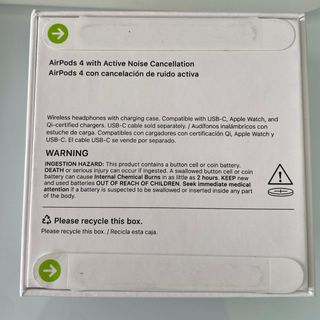 AirPods 4 with Active Noise Cancellation
AirPods 4 con cancelación de ruido activa
Wireless headphones with charging case. Compatible with USB-C, Apple Watch, and
Qi-certified chargers. USB-C cable sold separately. / Audífonos inalámbricos con
estuche de carga. Compatibles con cargadores con certificación Qi, Apple Watch y
USB-C. El cable USB-C se vende por separado.
WARNING
INGESTION HAZARD: This product contains a button cell or coin battery.
DEATH or serious injury can occur if ingested. A swallowed button cell or coin
battery can cause Internal Chemical Burns in as little as 2 hours. KEEP new
and used batteries OUT OF REACH OF CHILDREN. Seek immediate medical
attention if a battery is suspected to be swallowed or inserted inside any part
of the body.
Please recycle this box.
Please recycle this box. / Recicla esta caja.